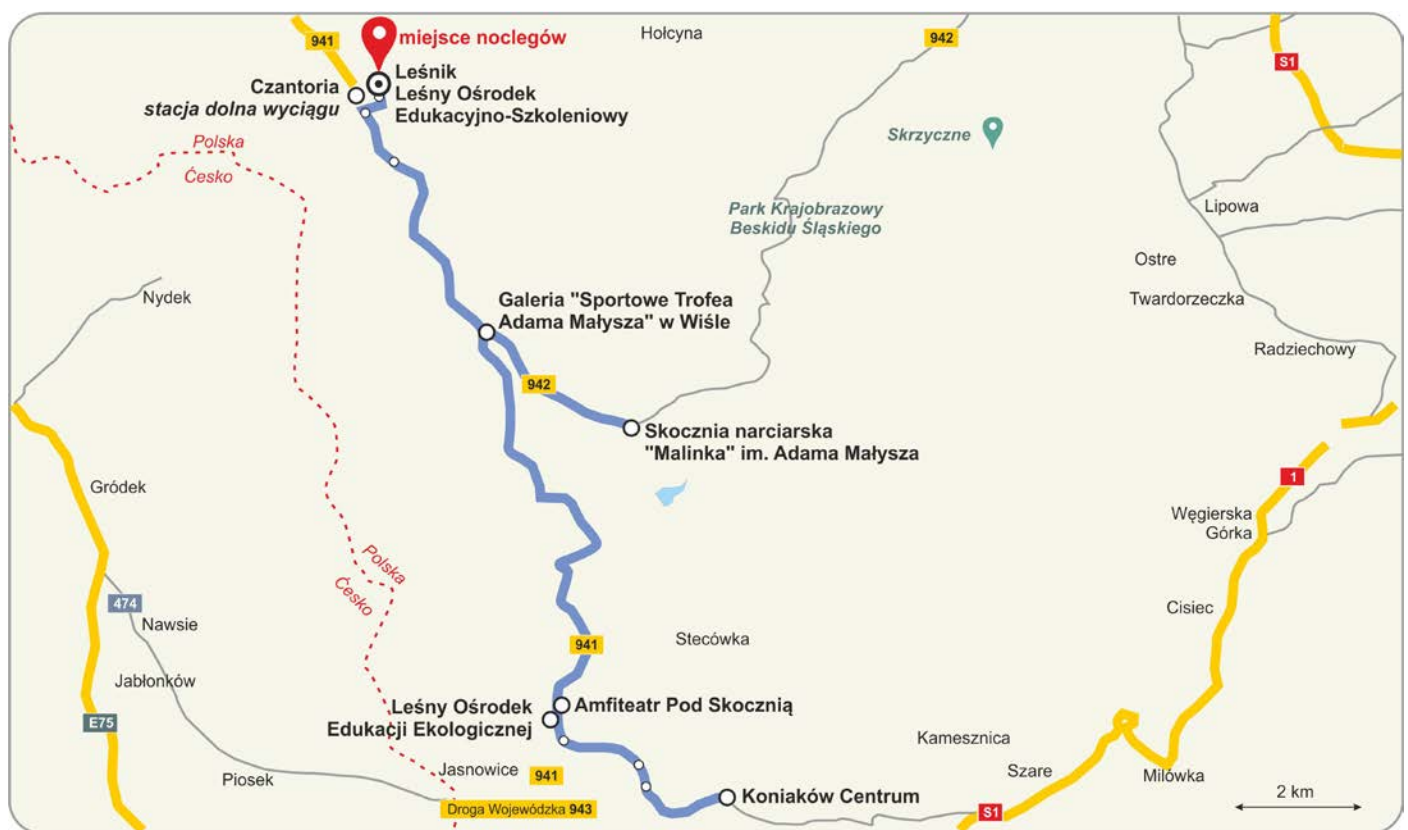 941
miejsce noclegów
Hołcyna
942
S1
Czantoria
stacja dolna wyciągu
Leśnik
Leśny Ośrodek
Edukacyjno-Szkoleniowy
Skrzyczne
Polska
Ćesko
Park Krajobrazowy
Beskidu Śląskiego
Lipowa
Ostre
Twardorzeczka
Nydek
Galeria "Sportowe Trofea
Adama Małysza" w Wiśle
Radziechowy
942
Skocznia narciarska
"Malinka" im. Adama Małysza
Gródek
1
Węgierska
Górka
Polska
Ćesko
474
Nawsie
Cisiec
941
Stecówka
Jabłonków
E75
Leśny Ośrodek
Edukacji Ekologicznej
Amfiteatr Pod Skocznią
Kamesznica
Piosek
Jasnowice
941
Szare
Milówka
Droga Wojewódzka 943
Koniaków Centrum
S1
2 km